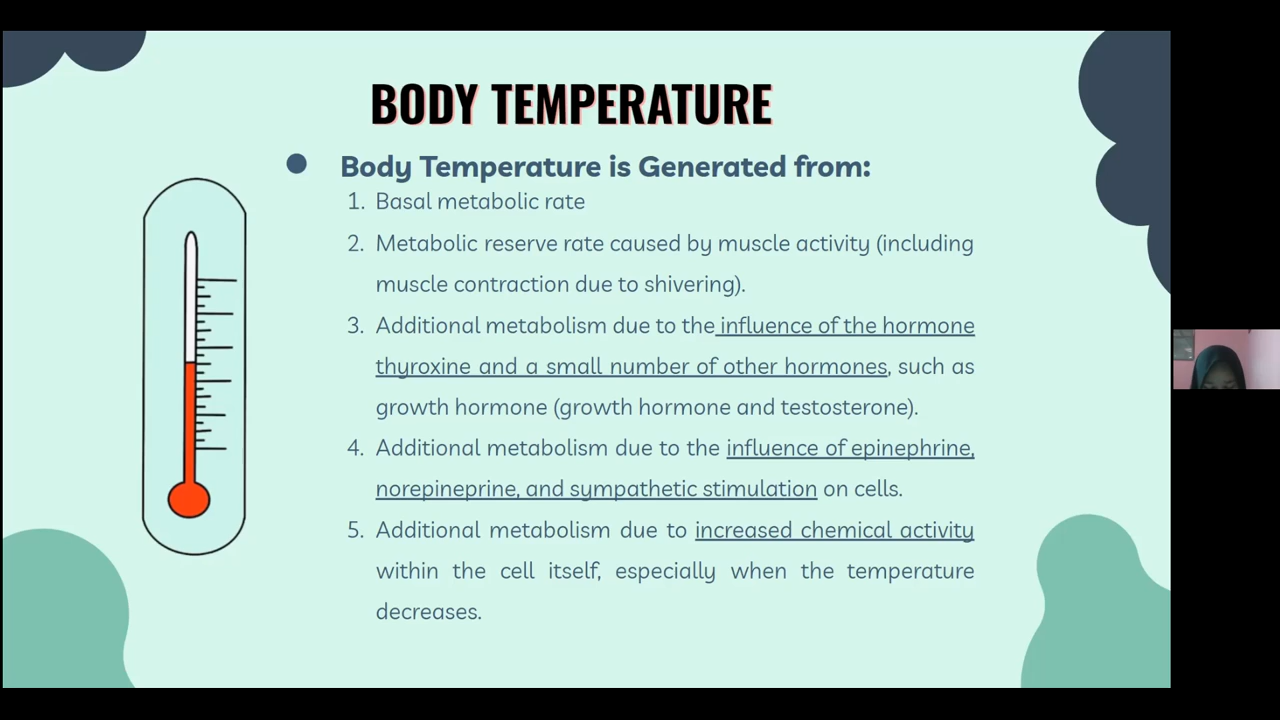 BODY TEMPERATURE
Body Temperature is Generated from:
1. Basal metabolic rate
2. Metabolic reserve rate caused by muscle activity (including
muscle contraction due to shivering).
3. Additional metabolism due to the influence of the hormone
thyroxine and a small number of other hormones, such as
growth hormone (growth hormone and testosterone).
4. Additional metabolism due to the influence of epinephrine,
norepineprine, and sympathetic stimulation on cells.
5. Additional metabolism due to increased chemical activity
within the cell itself, especially when the temperature
decreases.